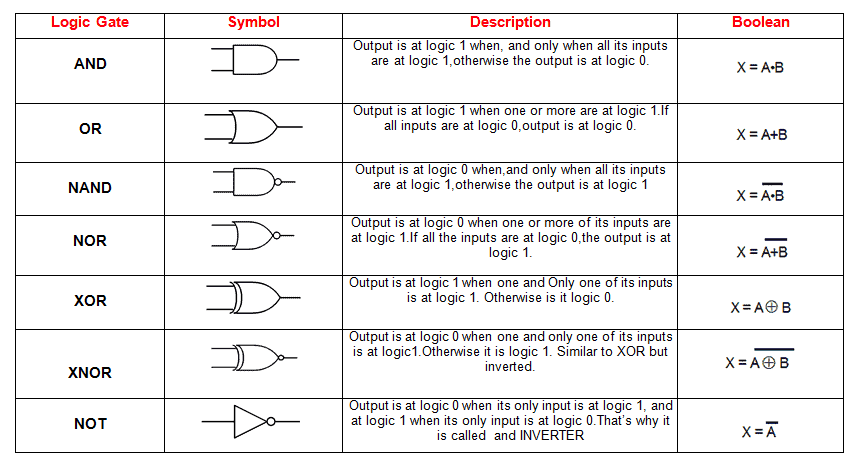 Logic Gate Symbol Description Boolean
AND
Output is at logic 1 when, and only when all its inputs
are at logic 1,otherwise the output is at logic 0.
X = A•B
OR
Output is at logic 1 when one or more are at logic 1.If
all inputs are at logic 0,output is at logic 0.
X = A+B
NAND
Output is at logic 0 when,and only when all its inputs
are at logic 1,otherwise the output is at logic 1
X = A̅•̅B̅
NOR
Output is at logic 0 when one or more of its inputs are
at logic 1.If all the inputs are at logic 0,the output is at
logic 1.
X = A̅+̅B̅
XOR
Output is at logic 1 when one and Only one of its inputs
is at logic 1. Otherwise is it logic 0.
X = A⊕B
XNOR
Output is at logic 0 when one and only one of its inputs
is at logic1.Otherwise it is logic 1. Similar to XOR but
inverted.
X = A̅⊕̅B̅
NOT
Output is at logic 0 when its only input is at logic 1, and
at logic 1 when its only input is at logic 0.That's why it
is called and INVERTER
X = A̅